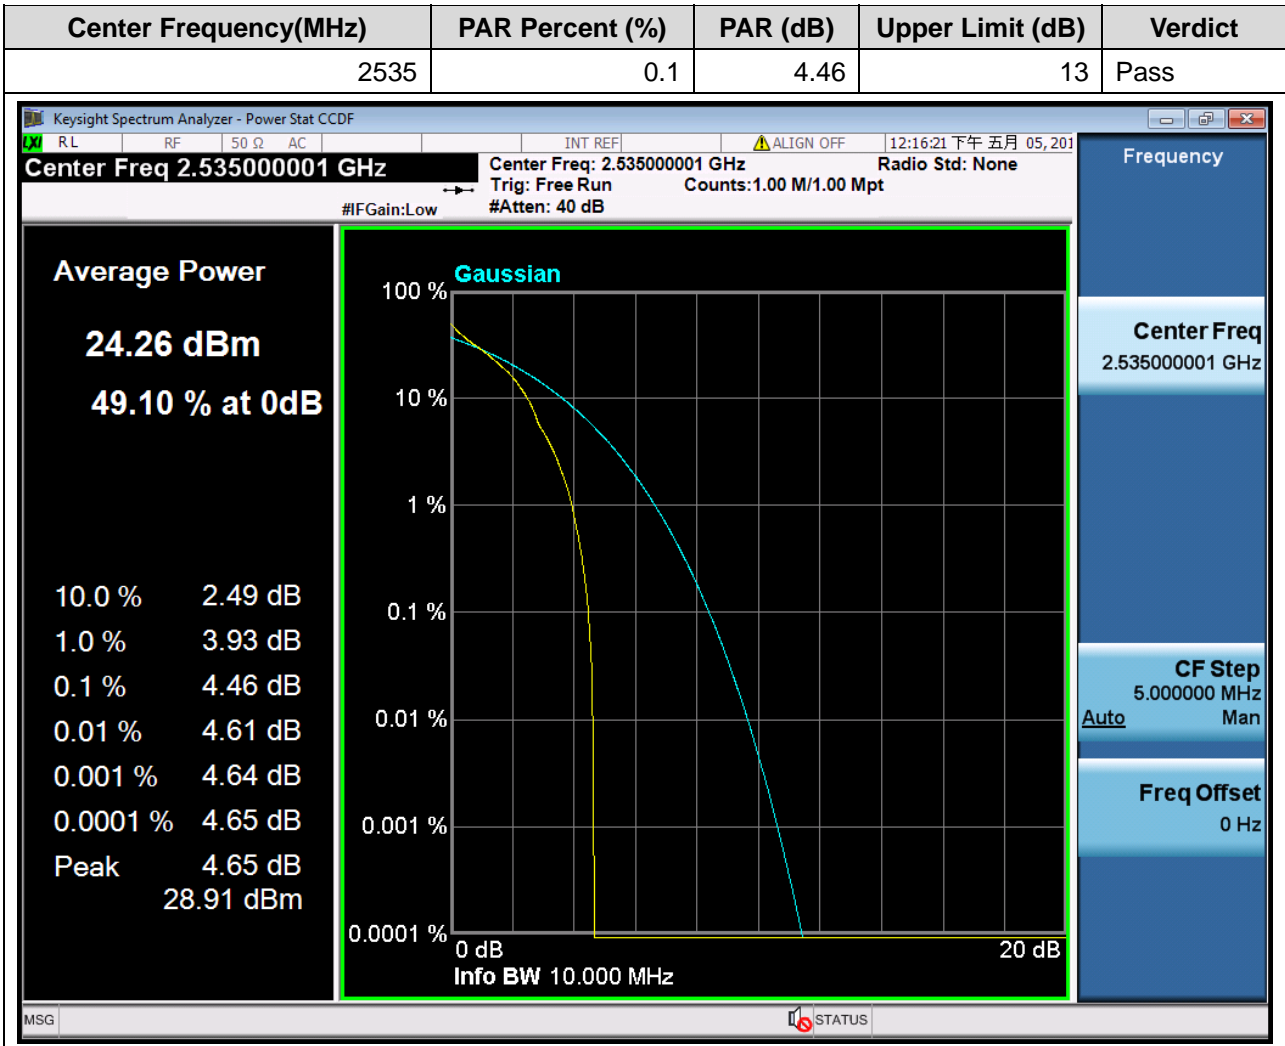 Center Frequency(MHz) PAR Percent (%) PAR (dB) Upper Limit (dB) Verdict
2535 0.1 4.46 13 Pass
Keysight Spectrum Analyzer - Power Stat CCDF
LXI RL RF 50 Ω AC INT REF ALIGN OFF 12:16:21 下午 五月 05, 201
Center Freq 2.535000001 GHz
#IFGain:Low
Center Freq: 2.535000001 GHz Radio Std: None
Trig: Free Run Counts:1.00 M/1.00 Mpt
#Atten: 40 dB
Average Power
24.26 dBm
49.10 % at 0dB
10.0 % 2.49 dB
1.0 % 3.93 dB
0.1 % 4.46 dB
0.01 % 4.61 dB
0.001 % 4.64 dB
0.0001 % 4.65 dB
Peak 4.65 dB
28.91 dBm
Gaussian
100 %
10 %
1 %
0.1 %
0.01 %
0.001 %
0.0001 %
0 dB 20 dB
Info BW 10.000 MHz
Frequency
Center Freq
2.535000001 GHz
CF Step
5.000000 MHz
Auto Man
Freq Offset
0 Hz
MSG STATUS